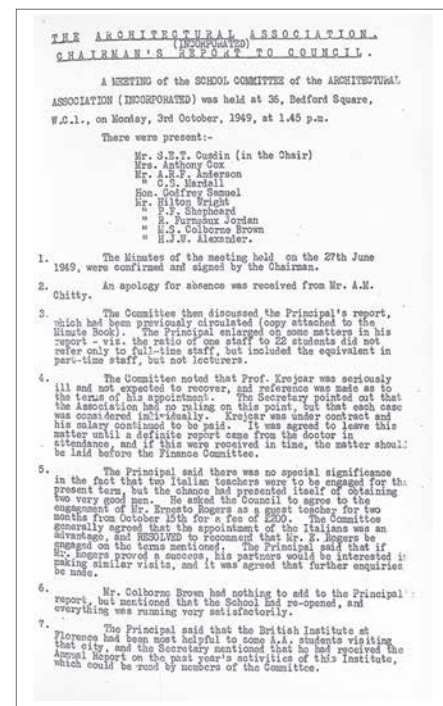 THE ARCHITECTURAL ASSOCIATION.
(INCORPORATED)
CHAIRMAN'S REPORT TO COUNCIL.
A MEETING of the SCHOOL COMMITTEE of the ARCHITECTURAL
ASSOCIATION (INCORPORATED) was held at 36, Bedford Square,
W.C.1., on Monday, 3rd October, 1949, at 1.45 p.m.
There were present:-
Mr. S.E.T. Cusdin (in the Chair)
Mrs. Anthony Cox
Mr. A.R.F. Anderson
" C.S. Mardall
Hon. Godfrey Samuel
Mr. Hilton Wright
" P.F. Shepheard
" R. Furneaux Jordan
" M.S. Colborne Brown
" H.J.W. Alexander.
1. The Minutes of the meeting held on the 27th June
1949, were confirmed and signed by the Chairman.
2. An apology for absence was received from Mr. A.M.
Chitty.
3. The Committee then discussed the Principal's report,
which had been previously circulated (copy attached to the
Minute Book). The Principal enlarged on some matters in his
report - viz. the ratio of one staff to 22 students did not
refer only to full-time staff, but included the equivalent in
part-time staff, but not lecturers.
4. The Committee noted that Prof. Krejcar was seriously
ill and not expected to recover, and reference was made as to
the terms of his appointment. The Secretary pointed out that
the Association had no ruling on this point, but that each case
was considered individually. Krejcar was under contract and
his salary continued to be paid. It was agreed to leave this
matter until a definite report came from the doctor in
attendance, and if this were received in time, the matter should
be laid before the Finance Committee.
5. The Principal said there was no special significance
in the fact that two Italian teachers were to be engaged for the
present term, but the chance had presented itself of obtaining
two very good men. He asked the Council to agree to the
engagement of Mr. Ernesto Rogers as a guest teacher for two
months from October 15th for a fee of £200. The Committee
generally agreed that the appointment of the Italians was an
advantage, and RESOLVED to recommend that Mr. E. Rogers be
engaged on the terms mentioned. The Principal said that if
Mr. Rogers proved a success, his partners would be interested in
making similar visits, and it was agreed that further enquiries
be made.
6. Mr. Colborne Brown had nothing to add to the Principal's
report, but mentioned that the School had re-opened, and
everything was running very satisfactorily.
7. The Principal said that the British Institute at
Florence had been most helpful to some A.A. students visiting
that city, and the Secretary mentioned that he had received the
Annual Report on the past year's activities of this Institute,
which could be read by members of the Committee.